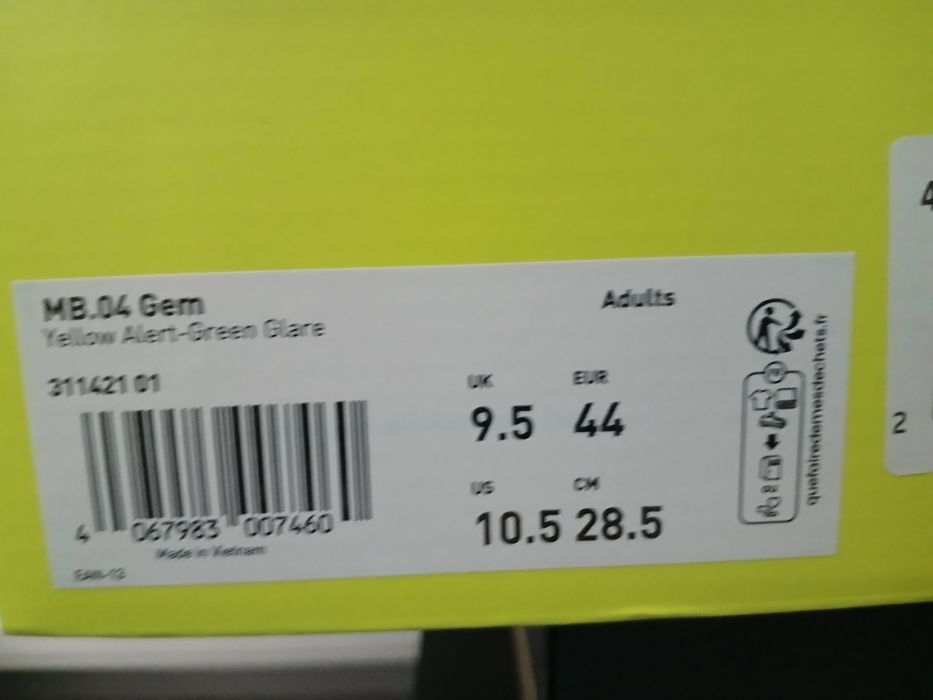 MB.04 Gem
Yellow Alert-Green Glare
Adults
311421 01
UK EUR
9.5 44
US CM
10.5 28.5
4 067983 007460
Made in Vietnam
EAN-13
quefairedemesdechets.fr
4
2